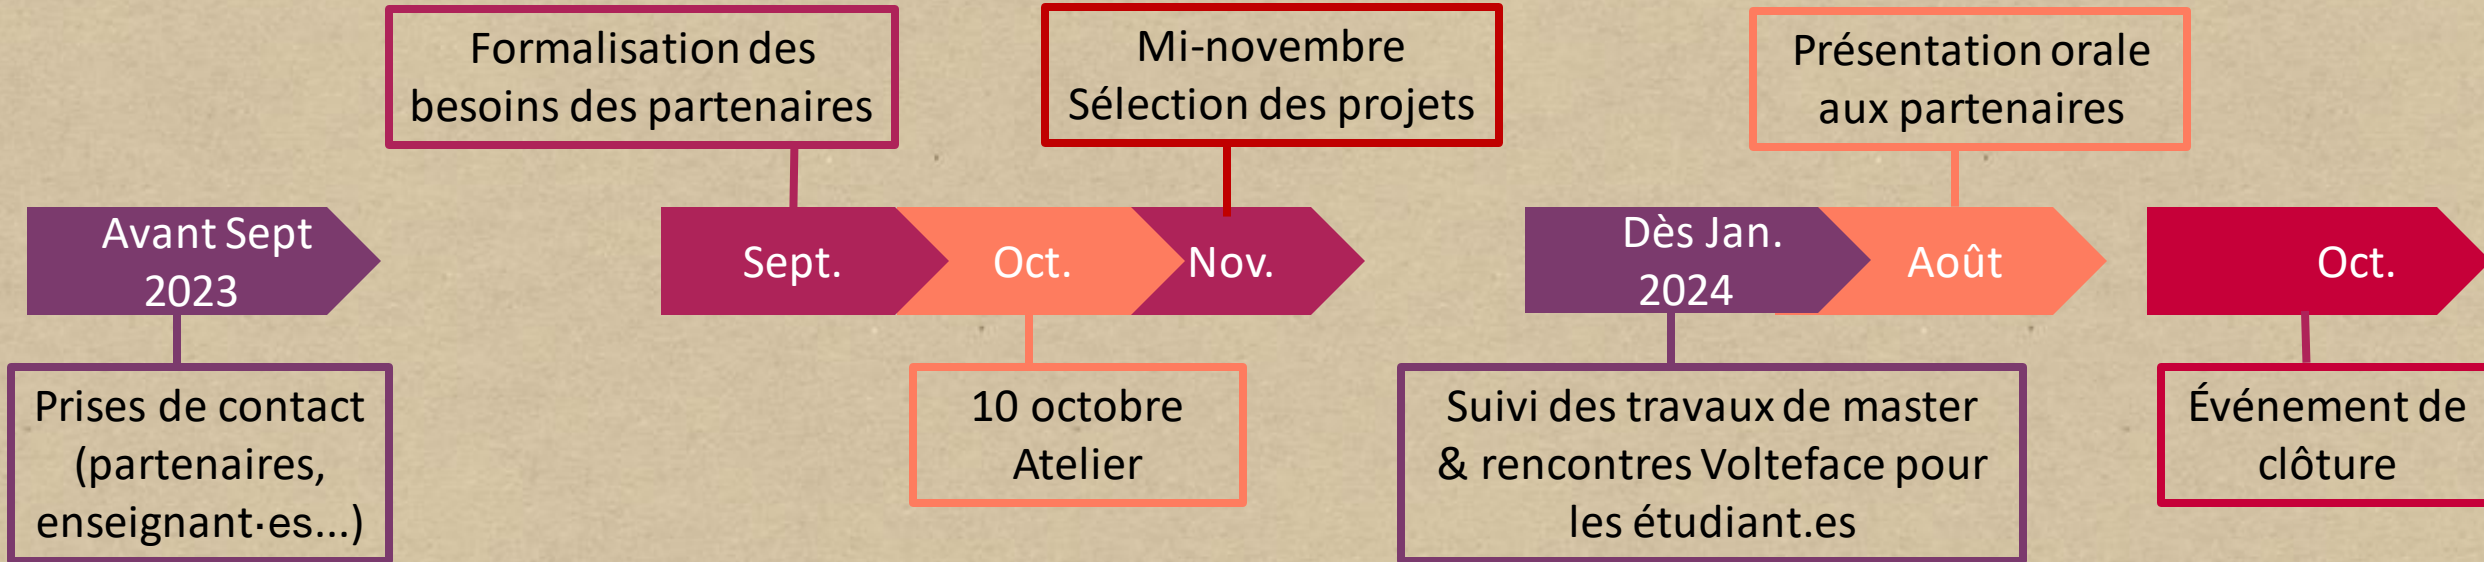 Formalisation des
besoins des partenaires
Mi-novembre
Sélection des projets
Présentation orale
aux partenaires
Avant Sept
2023
Sept.
Oct.
Nov.
Dès Jan.
2024
Août
Oct.
Prises de contact
(partenaires,
enseignant·es...)
10 octobre
Atelier
Suivi des travaux de master
& rencontres Volteface pour
les étudiant.es
Événement de
clôture